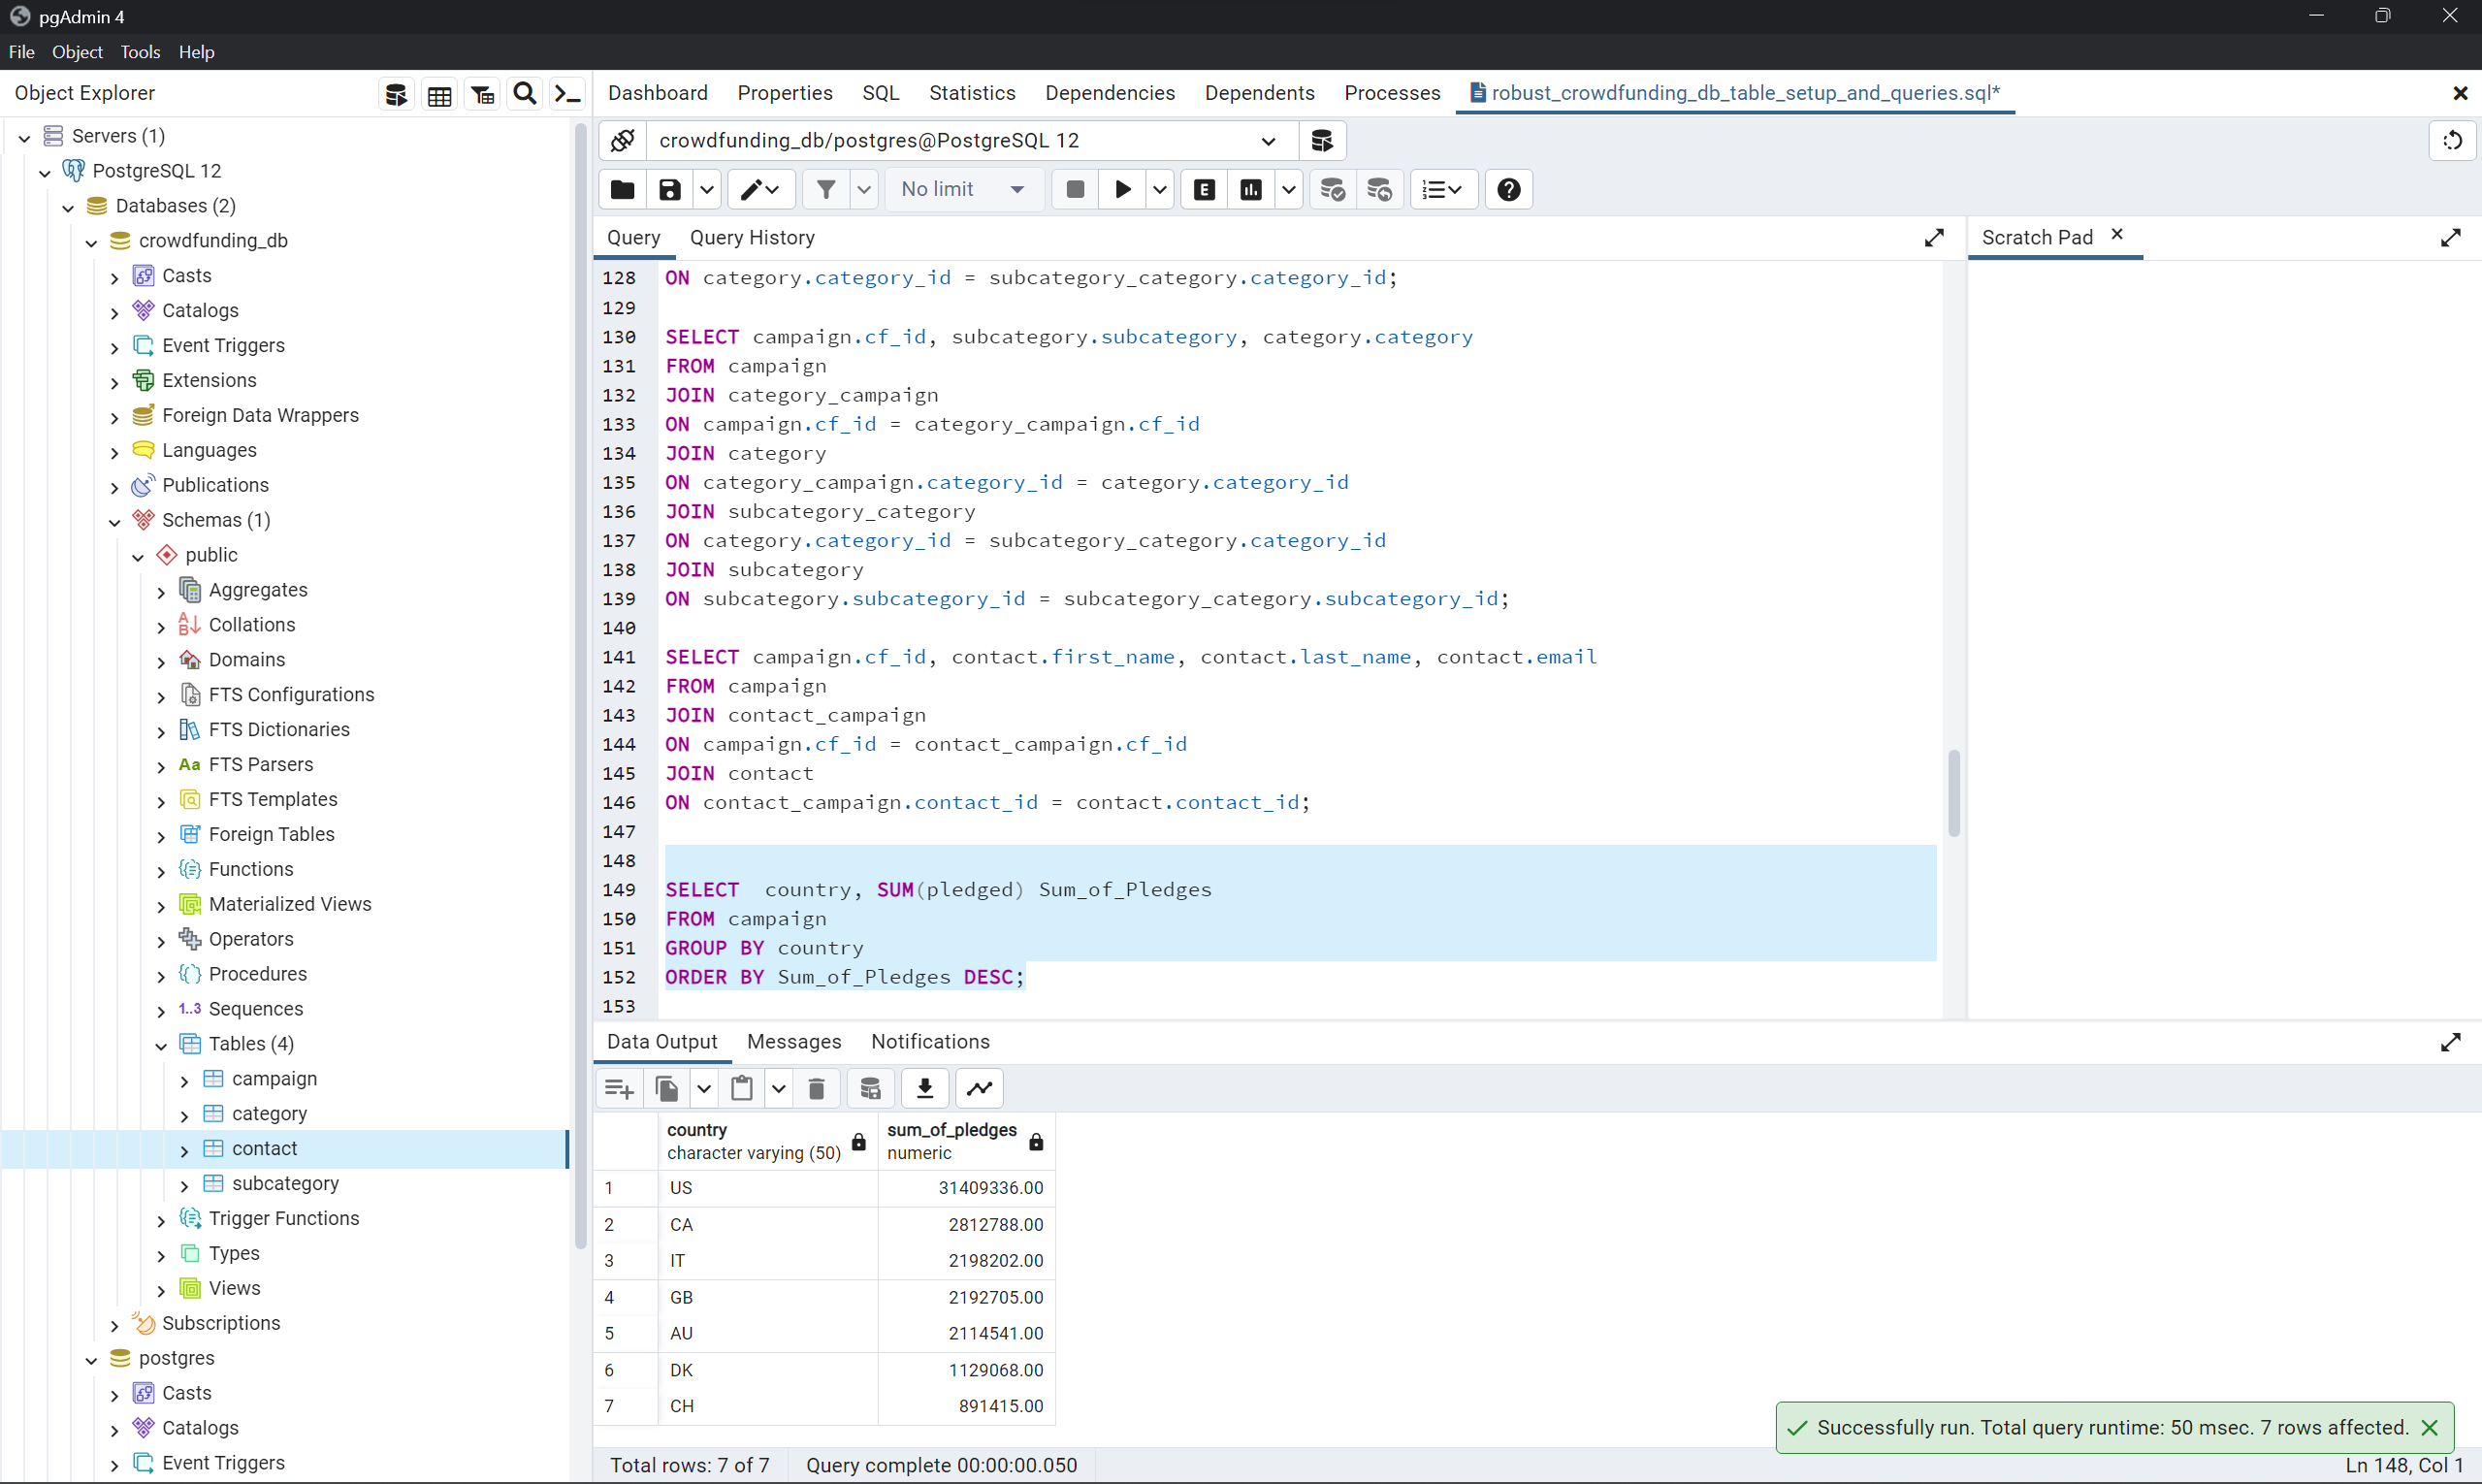 pgAdmin 4
File Object Tools Help
Object Explorer
Servers (1)
PostgreSQL 12
Databases (2)
crowdfunding_db
Casts
Catalogs
Event Triggers
Extensions
Foreign Data Wrappers
Languages
Publications
Schemas (1)
public
Aggregates
Collations
Domains
FTS Configurations
FTS Dictionaries
Aa FTS Parsers
FTS Templates
Foreign Tables
Functions
Materialized Views
Operators
Procedures
1..3 Sequences
Tables (4)
campaign
category
contact
subcategory
Trigger Functions
Types
Views
Subscriptions
postgres
Casts
Catalogs
Event Triggers
Dashboard Properties SQL Statistics Dependencies Dependents Processes robust_crowdfunding_db_table_setup_and_queries.sql*
crowdfunding_db/postgres@PostgreSQL 12
No limit
E
Query Query History
Scratch Pad
128 ON category.category_id = subcategory_category.category_id;
129
130 SELECT campaign.cf_id, subcategory.subcategory, category.category
131 FROM campaign
132 JOIN category_campaign
133 ON campaign.cf_id = category_campaign.cf_id
134 JOIN category
135 ON category_campaign.category_id = category.category_id
136 JOIN subcategory_category
137 ON category.category_id = subcategory_category.category_id
138 JOIN subcategory
139 ON subcategory.subcategory_id = subcategory_category.subcategory_id;
140
141 SELECT campaign.cf_id, contact.first_name, contact.last_name, contact.email
142 FROM campaign
143 JOIN contact_campaign
144 ON campaign.cf_id = contact_campaign.cf_id
145 JOIN contact
146 ON contact_campaign.contact_id = contact.contact_id;
147
148
149 SELECT  country, SUM(pledged) Sum_of_Pledges
150 FROM campaign
151 GROUP BY country
152 ORDER BY Sum_of_Pledges DESC;
153
Data Output Messages Notifications
country sum_of_pledges
character varying (50) numeric
1 US 31409336.00
2 CA 2812788.00
3 IT 2198202.00
4 GB 2192705.00
5 AU 2114541.00
6 DK 1129068.00
7 CH 891415.00
Successfully run. Total query runtime: 50 msec. 7 rows affected.
Total rows: 7 of 7 Query complete 00:00:00.050 Ln 148, Col 1